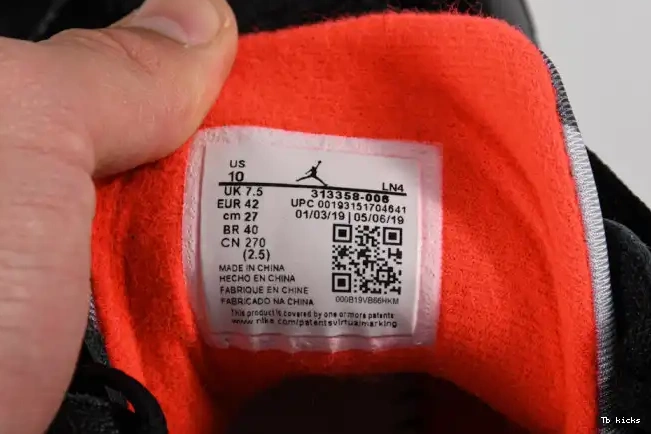 US
10
LN4
UK 7.5
313358-006
EUR 42
UPC 00193151704641
cm 27
01/03/19 | 05/06/19
BR 40
CN 270
(2.5)
MADE IN CHINA
HECHO EN CHINA
FABRIQUE EN CHINE
FABRICADO NA CHINA
000B19VB66HKM
This product is covered by one or more patents
www.nike.com/patentsvirtualmarking
Tb kicks